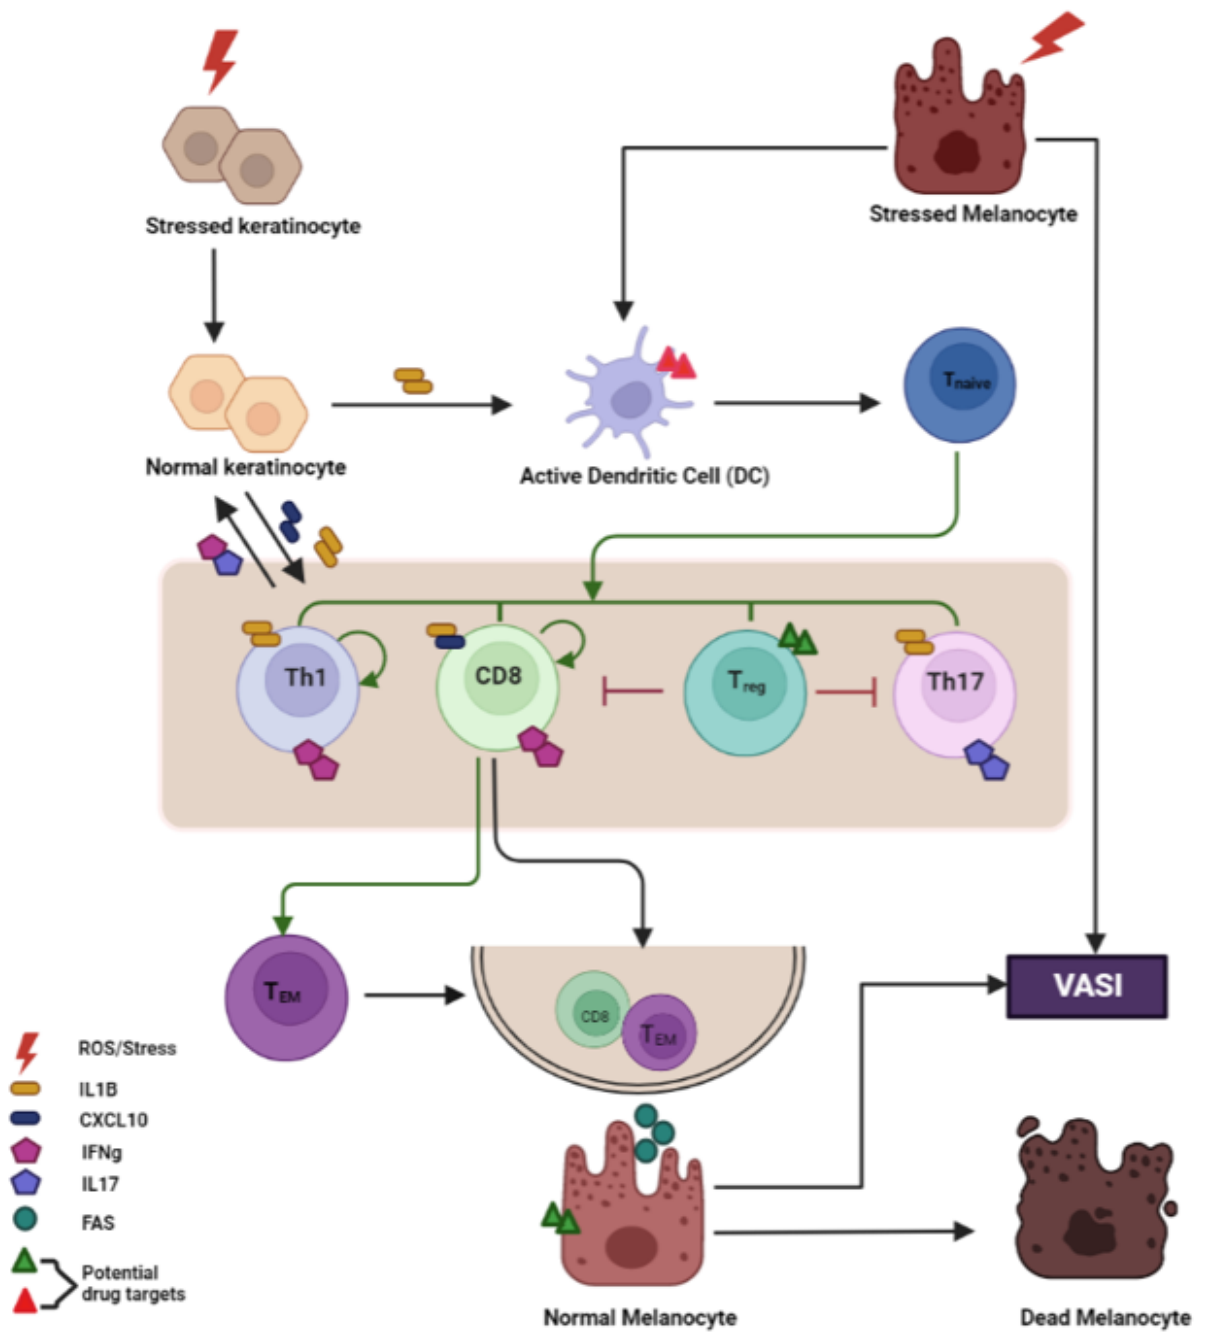 Stressed keratinocyte
Stressed Melanocyte
Tnaive
Normal keratinocyte
Active Dendritic Cell (DC)
Th1
CD8
Treg
Th17
TEM
CD8
TEM
VASI
ROS/Stress
IL1B
CXCL10
IFNg
IL17
FAS
Potential
drug targets
Normal Melanocyte
Dead Melanocyte